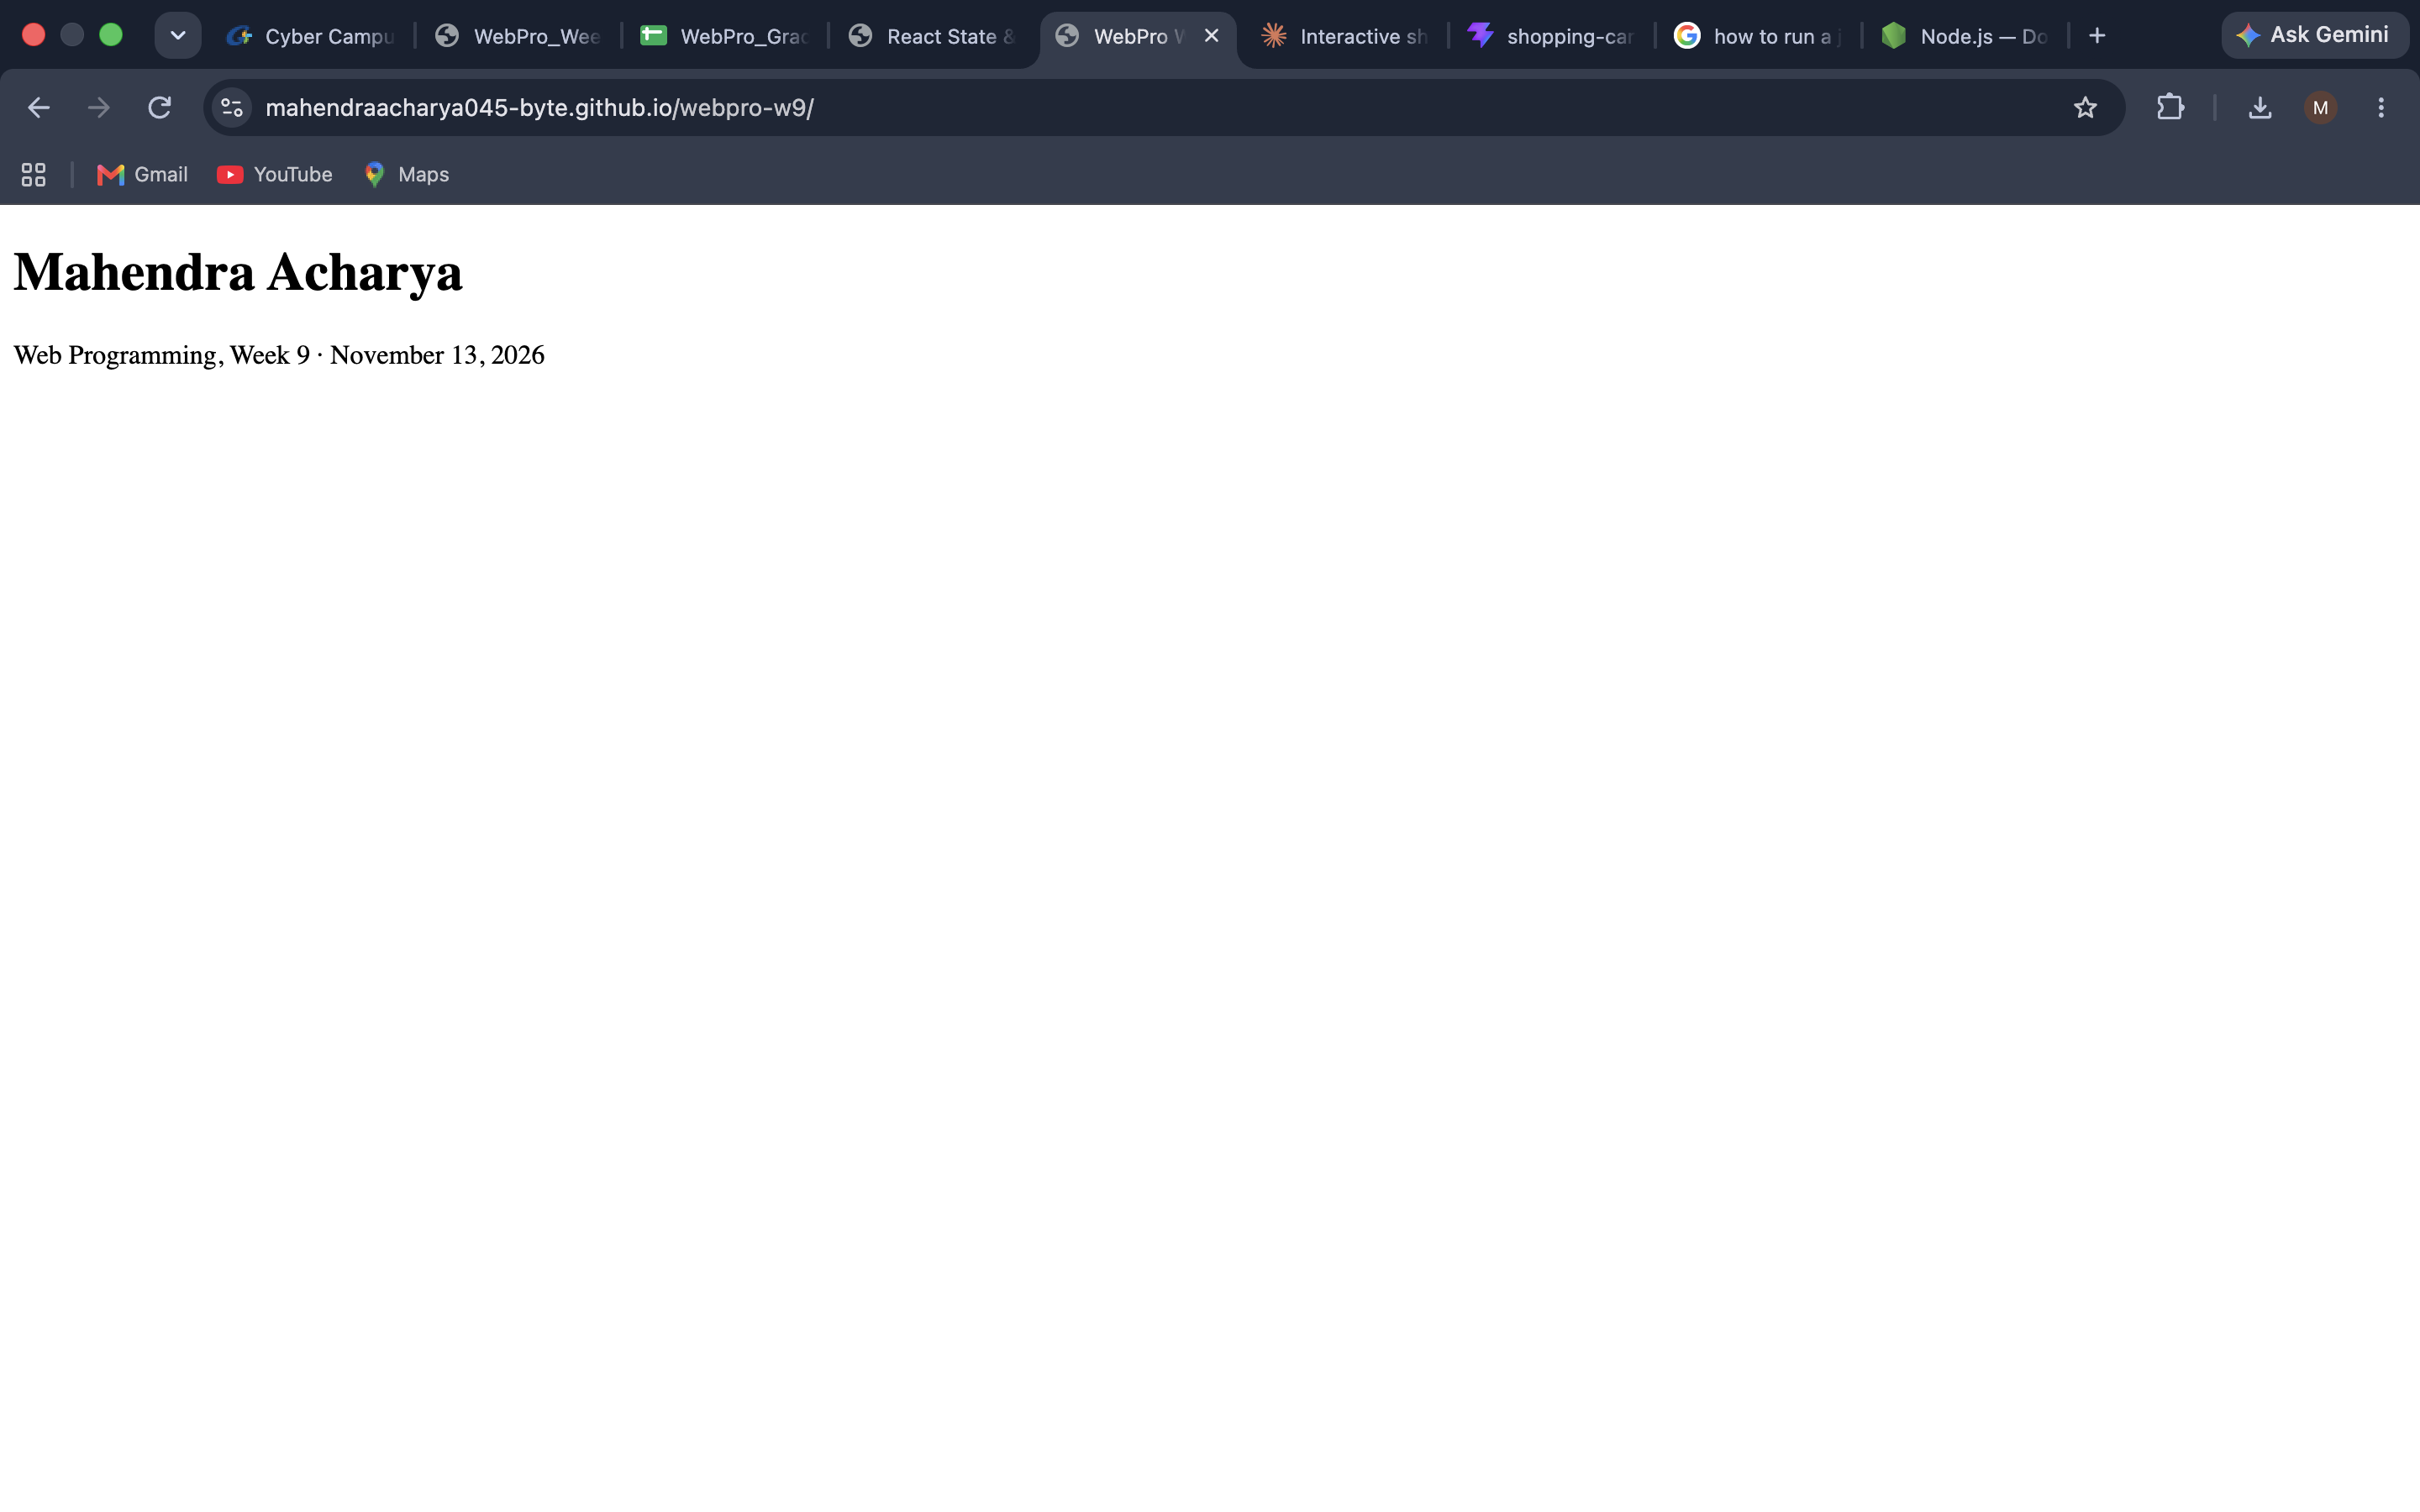 Cyber Campu
WebPro_Wee
WebPro_Grac
React State &
WebPro W
Interactive sh
shopping-car
how to run a j
Node.js — Do
Ask Gemini
mahendraacharya045-byte.github.io/webpro-w9/
M
Gmail
YouTube
Maps
Mahendra Acharya
Web Programming, Week 9 · November 13, 2026